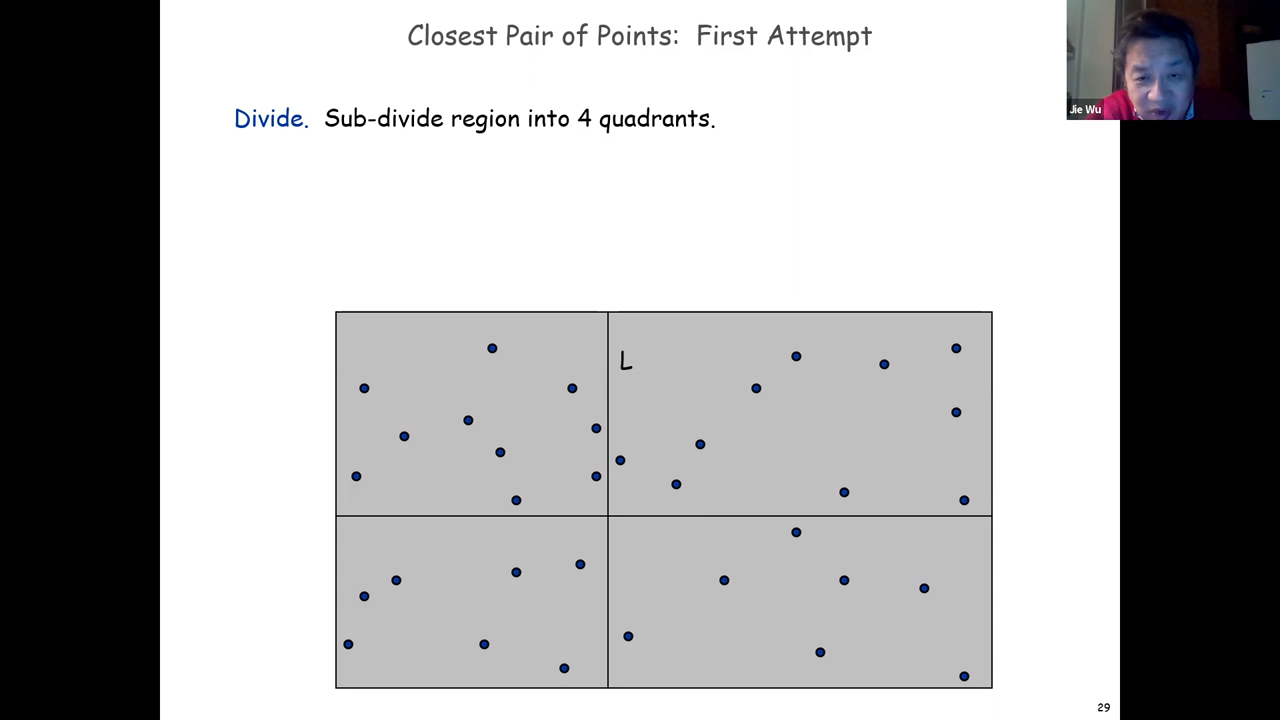 Closest Pair of Points: First Attempt
Jie Wu
Divide. Sub-divide region into 4 quadrants.
L
29